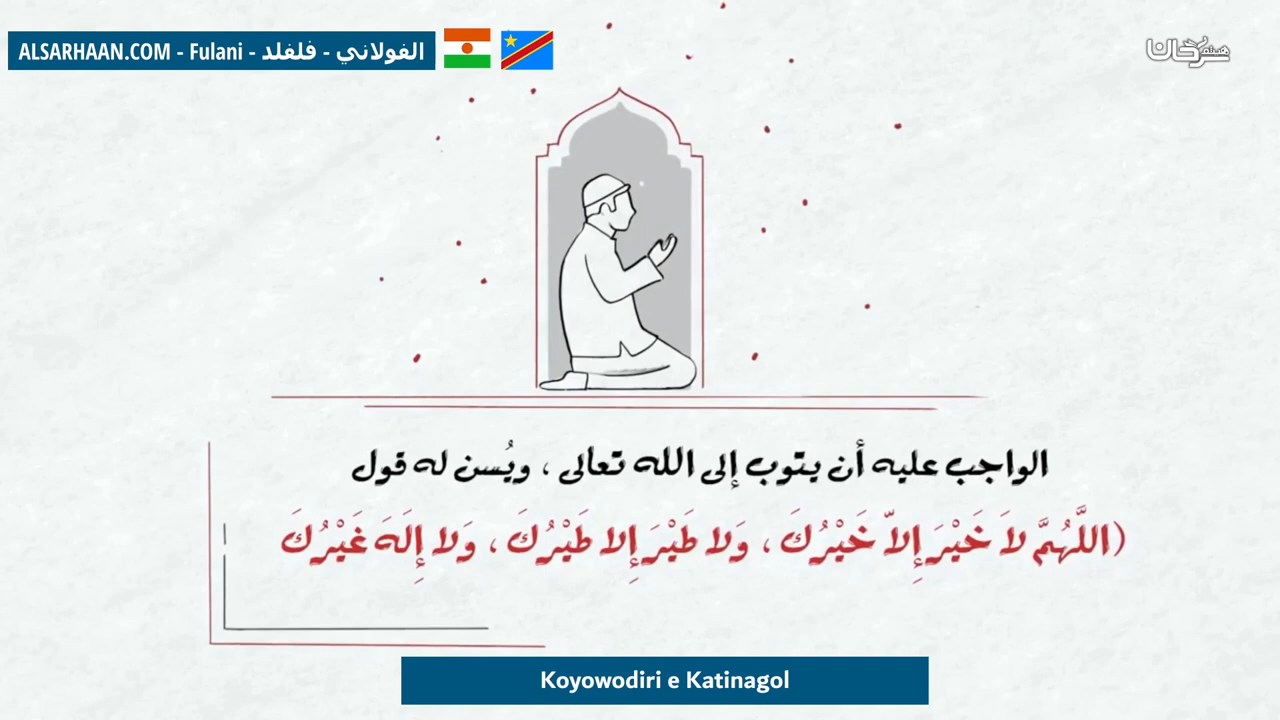 ALSARHAAN.COM - Fulani - الفولاني - فلفلد
الواجب عليه أن يتوب إلى الله تعالى ، ويُسن له قول
(اللَّهُمَّ لاَ خَيْرَ إِلاّ خَيْرُكَ ، وَلا طَيْرَ إِلا طَيْرُكَ ، وَلا إِلَهَ غَيْرُكَ
Koyowodiri e Katinagol